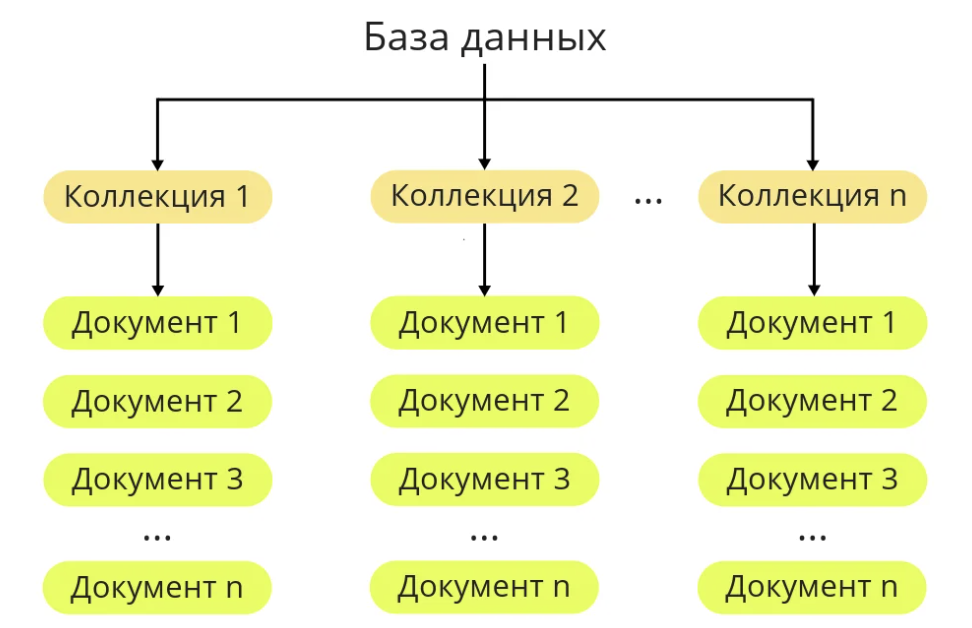 База данных
Коллекция 1 Коллекция 2 ... Коллекция n
Документ 1 Документ 1 Документ 1
Документ 2 Документ 2 Документ 2
Документ 3 Документ 3 Документ 3
... ... ...
Документ n Документ n Документ n